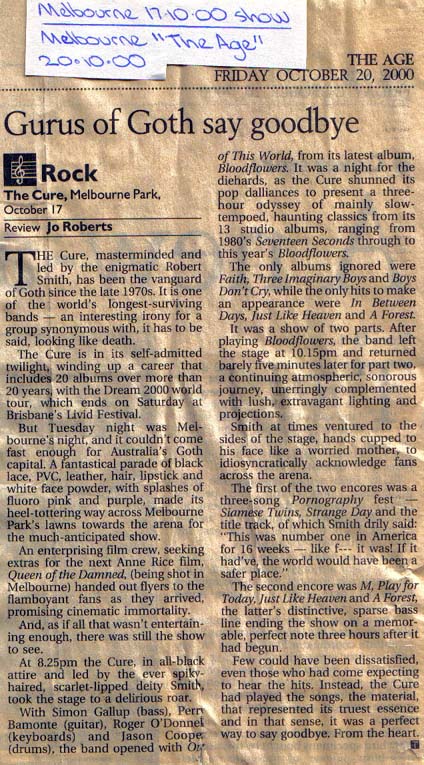 Melbourne 17.10.00 show
Melbourne "The Age"
20.10.00
THE AGE
FRIDAY OCTOBER 20, 2000
Gurus of Goth say goodbye
Rock
The Cure, Melbourne Park,
October 17
Review Jo Roberts
THE Cure, masterminded and
led by the enigmatic Robert
Smith, has been the vanguard
of Goth since the late 1970s. It is one
of the world's longest-surviving
bands — an interesting irony for a
group synonymous with, it has to be
said, looking like death.
The Cure is in its self-admitted
twilight, winding up a career that
includes 20 albums over more than
20 years, with the Dream 2000 world
tour, which ends on Saturday at
Brisbane's Livid Festival.
But Tuesday night was Mel-
bourne's night, and it couldn't come
fast enough for Australia's Goth
capital. A fantastical parade of black
lace, PVC, leather, hair, lipstick and
white face powder, with splashes of
fluoro pink and purple, made its
heel-tottering way across Melbourne
Park's lawns towards the arena for
the much-anticipated show.
An enterprising film crew, seeking
extras for the next Anne Rice film,
Queen of the Damned, (being shot in
Melbourne) handed out flyers to the
flamboyant fans as they arrived,
promising cinematic immortality.
And, as if all that wasn't entertain-
ing enough, there was still the show
to see.
At 8.25pm the Cure, in all-black
attire and led by the ever spiky-
haired, scarlet-lipped deity Smith,
took the stage to a delirious roar.
With Simon Gallup (bass), Perry
Bamonte (guitar), Roger O'Donnel
(keyboards) and Jason Coope
(drums), the band opened with Out
of This World, from its latest album,
Bloodflowers. It was a night for the
diehards, as the Cure shunned its
pop dalliances to present a three-
hour odyssey of mainly slow-
tempoed, haunting classics from its
13 studio albums, ranging from
1980's Seventeen Seconds through to
this year's Bloodflowers.
The only albums ignored were
Faith, Three Imaginary Boys and Boys
Don't Cry, while the only hits to make
an appearance were In Between
Days, Just Like Heaven and A Forest.
It was a show of two parts. After
playing Bloodflowers, the band left
the stage at 10.15pm and returned
barely five minutes later for part two,
a continuing atmospheric, sonorous
journey, unerringly complemented
with lush, extravagant lighting and
projections.
Smith at times ventured to the
sides of the stage, hands cupped to
his face like a worried mother, to
idiosyncratically acknowledge fans
across the arena.
The first of the two encores was a
three-song Pornography fest —
Siamese Twins, Strange Day and the
title track, of which Smith drily said:
"This was number one in America
for 16 weeks — like f--- it was! If it
had've, the world would have been a
safer place."
The second encore was M, Play for
Today, Just Like Heaven and A Forest,
the latter's distinctive, sparse bass
line ending the show on a memor-
able, perfect note three hours after it
had begun.
Few could have been dissatisfied,
even those who had come expecting
to hear the hits. Instead, the Cure
had played the songs, the material,
that represented its truest essence
and in that sense, it was a perfect
way to say goodbye. From the heart.